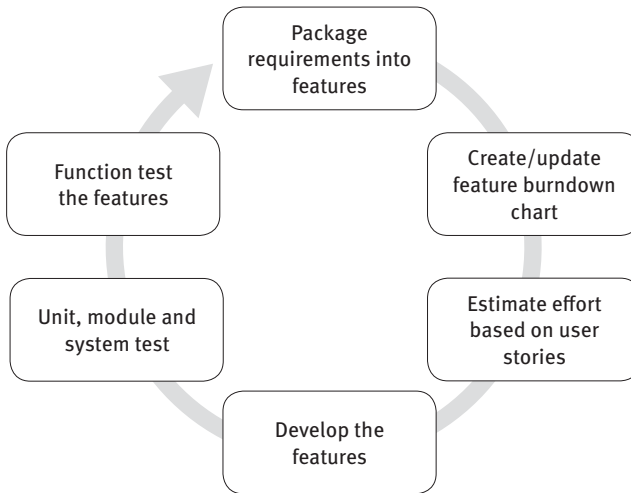 Package
requirements into
features
Create/update
feature burndown
chart
Estimate effort
based on user
stories
Develop the
features
Unit, module and
system test
Function test
the features